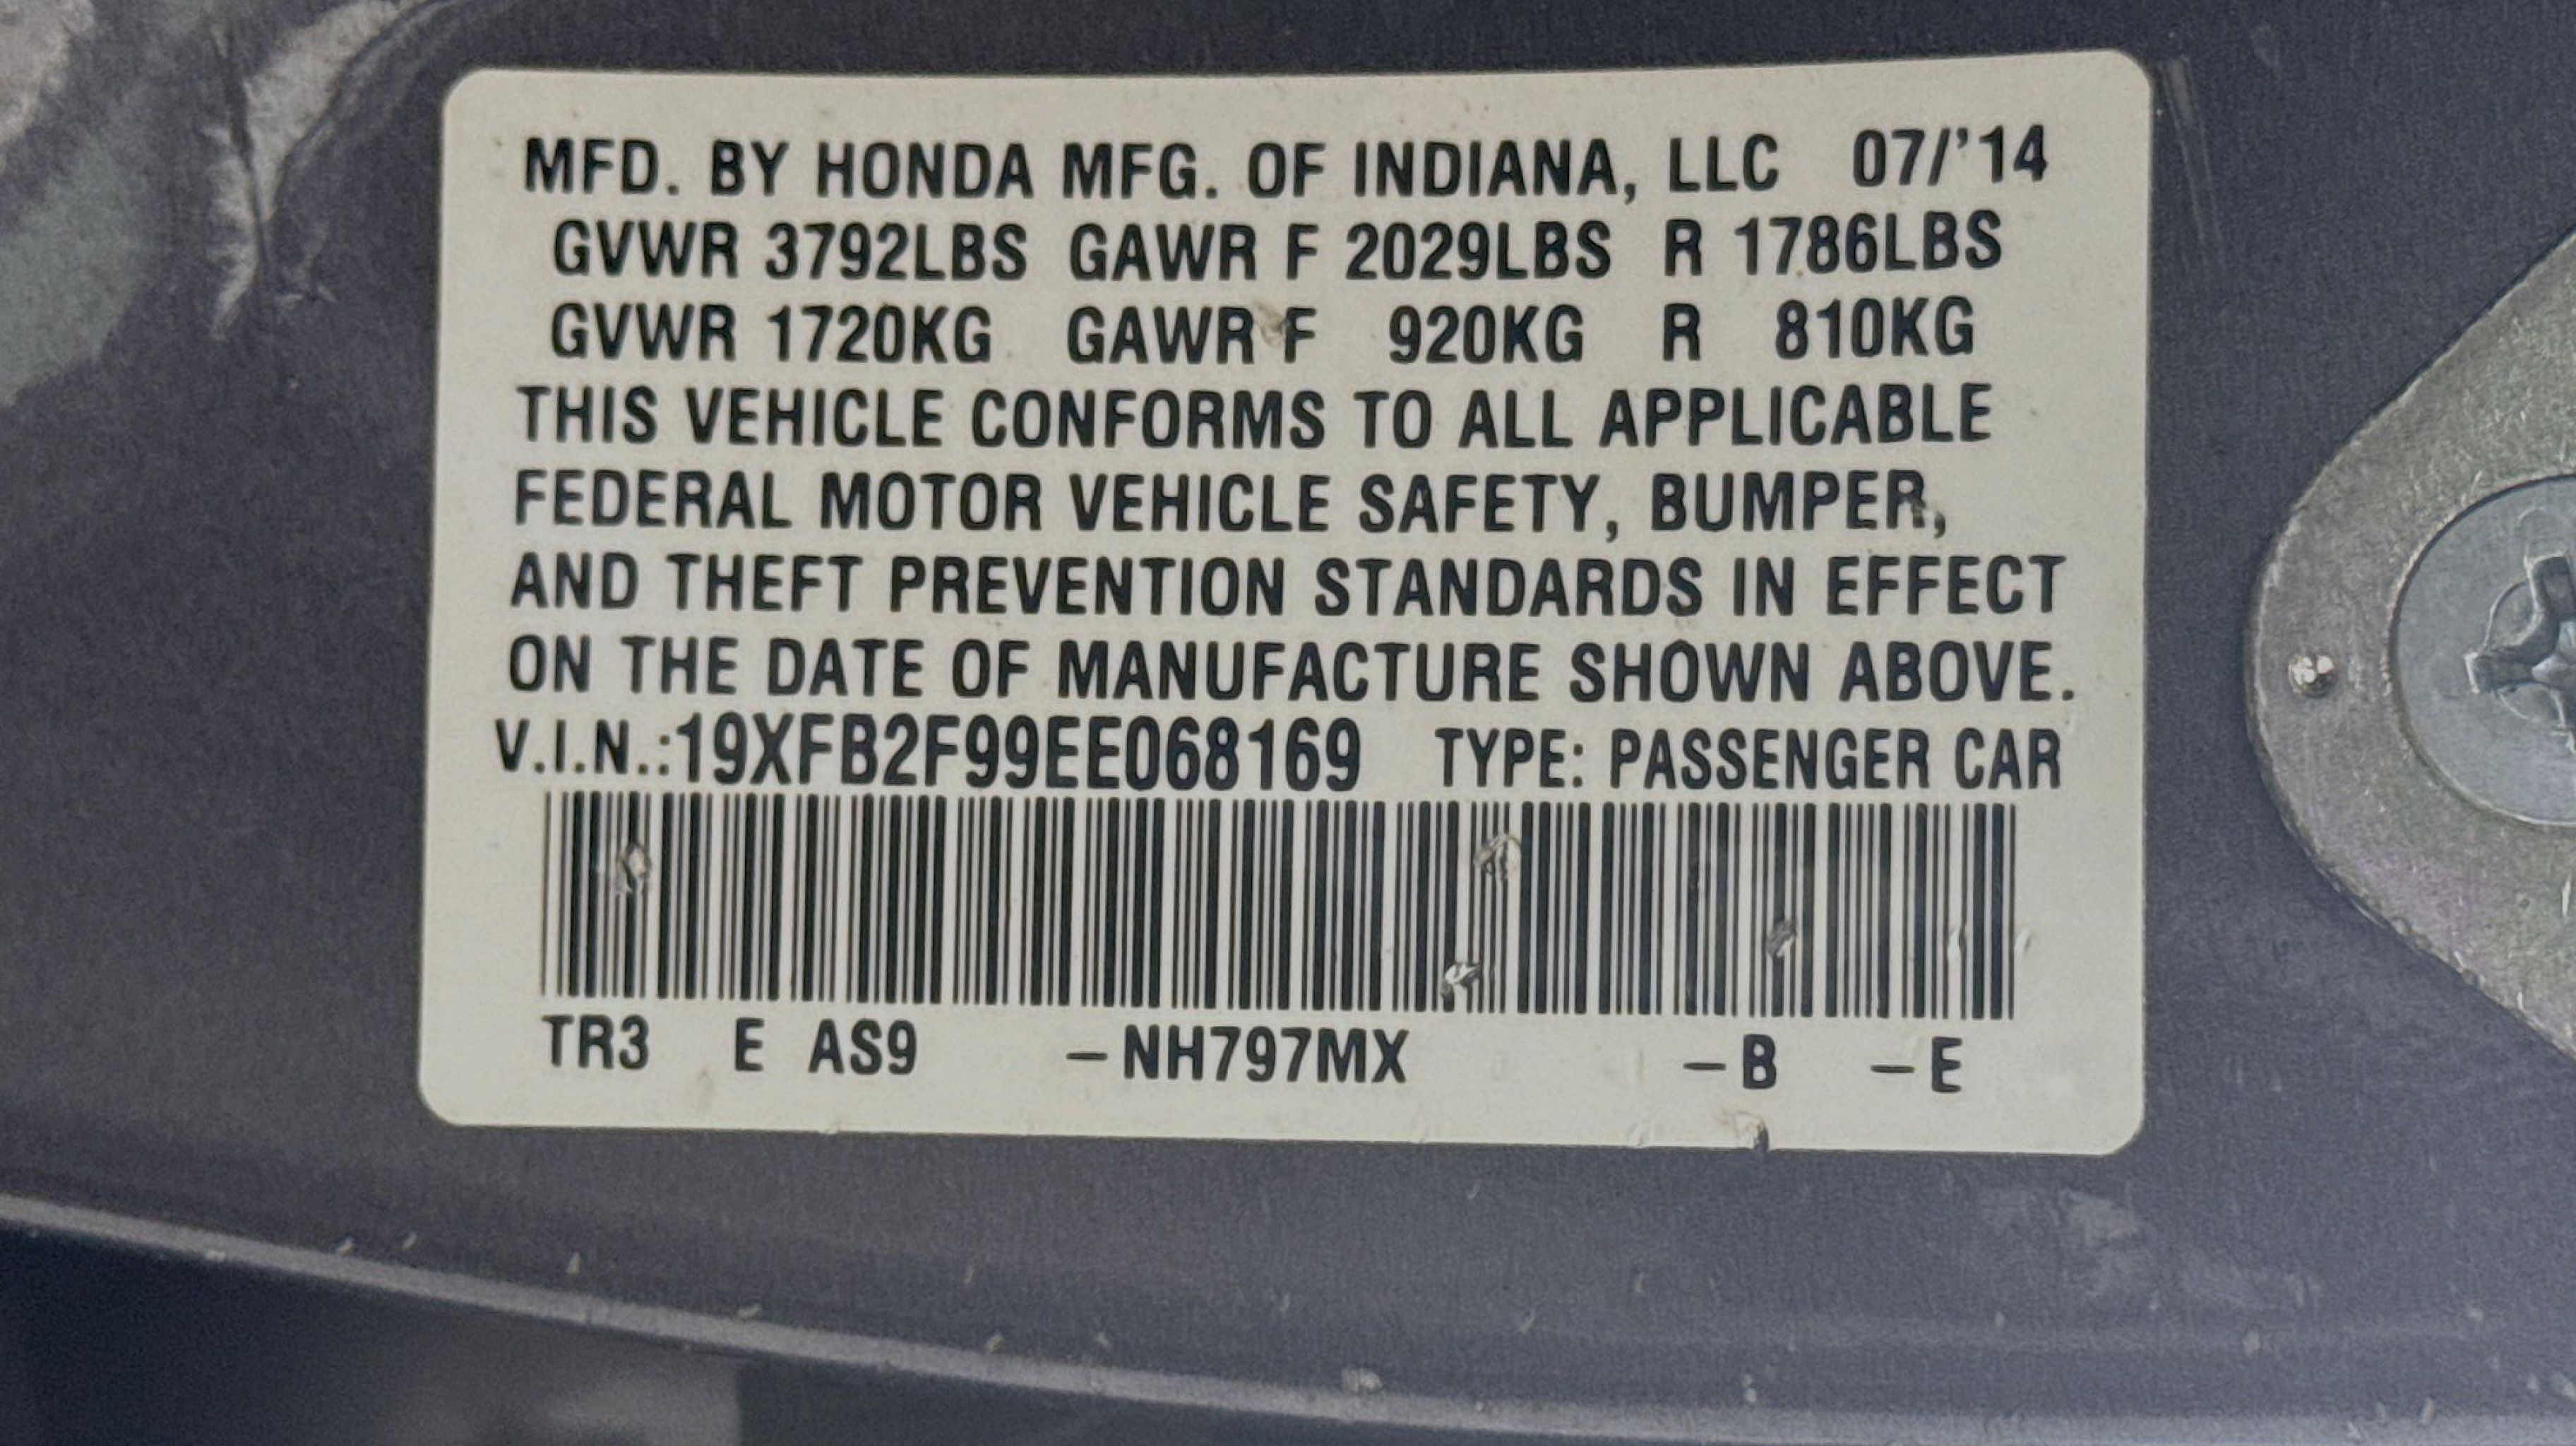 MFD. BY HONDA MFG. OF INDIANA, LLC 07/'14
GVWR 3792LBS GAWR F 2029LBS R 1786LBS
GVWR 1720KG GAWR F 920KG R 810KG
THIS VEHICLE CONFORMS TO ALL APPLICABLE
FEDERAL MOTOR VEHICLE SAFETY, BUMPER,
AND THEFT PREVENTION STANDARDS IN EFFECT
ON THE DATE OF MANUFACTURE SHOWN ABOVE.
V.I.N.:19XFB2F99EE068169 TYPE: PASSENGER CAR
TR3 E AS9 –NH797MX –B –E